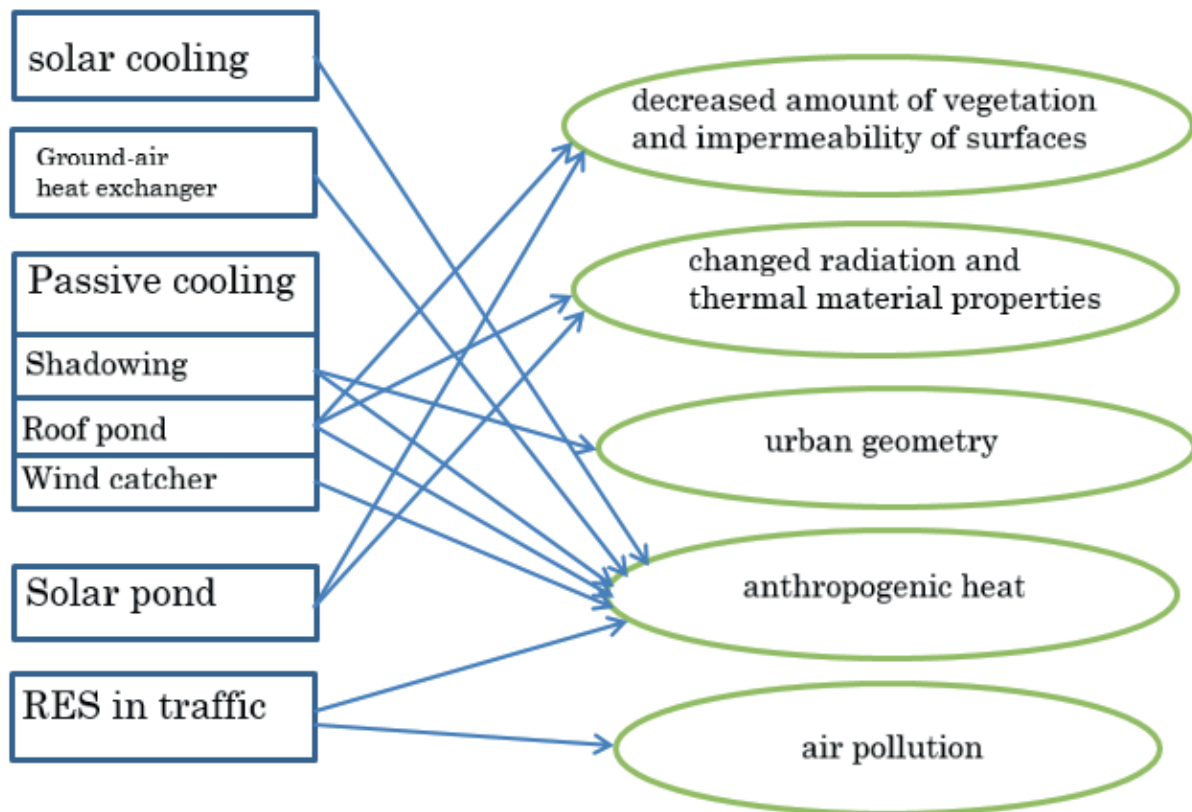 solar cooling
Ground-air
heat exchanger
Passive cooling
Shadowing
Roof pond
Wind catcher
Solar pond
RES in traffic
decreased amount of vegetation
and impermeability of surfaces
changed radiation and
thermal material properties
urban geometry
anthropogenic heat
air pollution